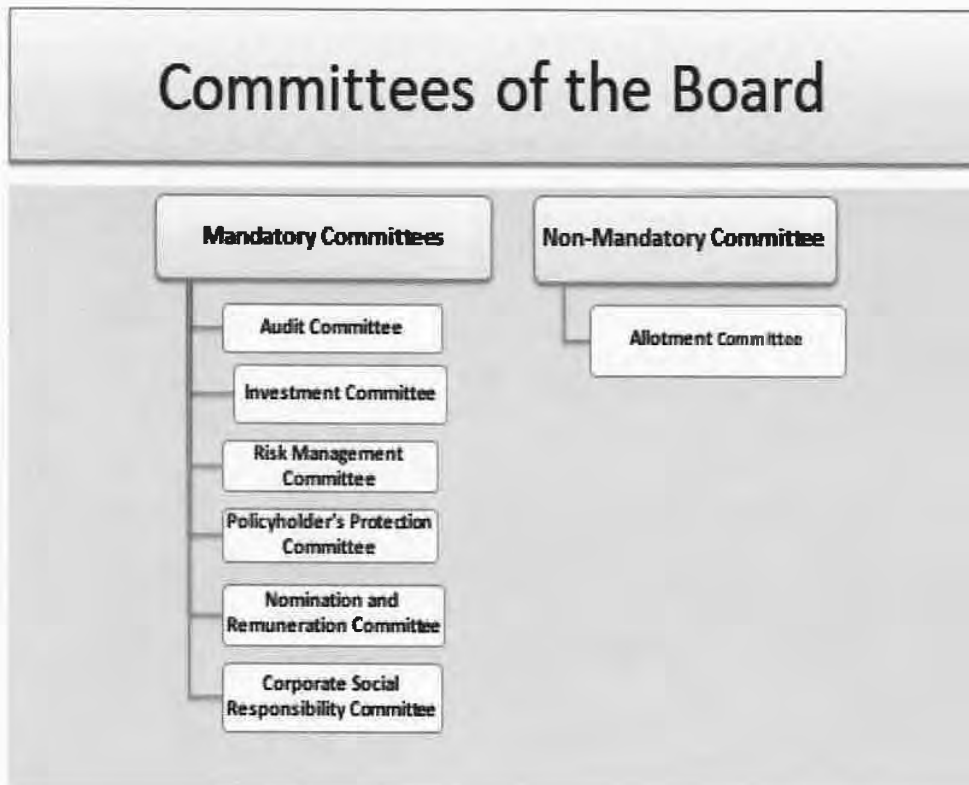 Committees of the Board
Mandatory Committees
Audit Committee
Investment Committee
Risk Management
Committee
Policyholder's Protection
Committee
Nomination and
Remuneration Committee
Corporate Social
Responsibility Committee
Non-Mandatory Committee
Allotment Committee